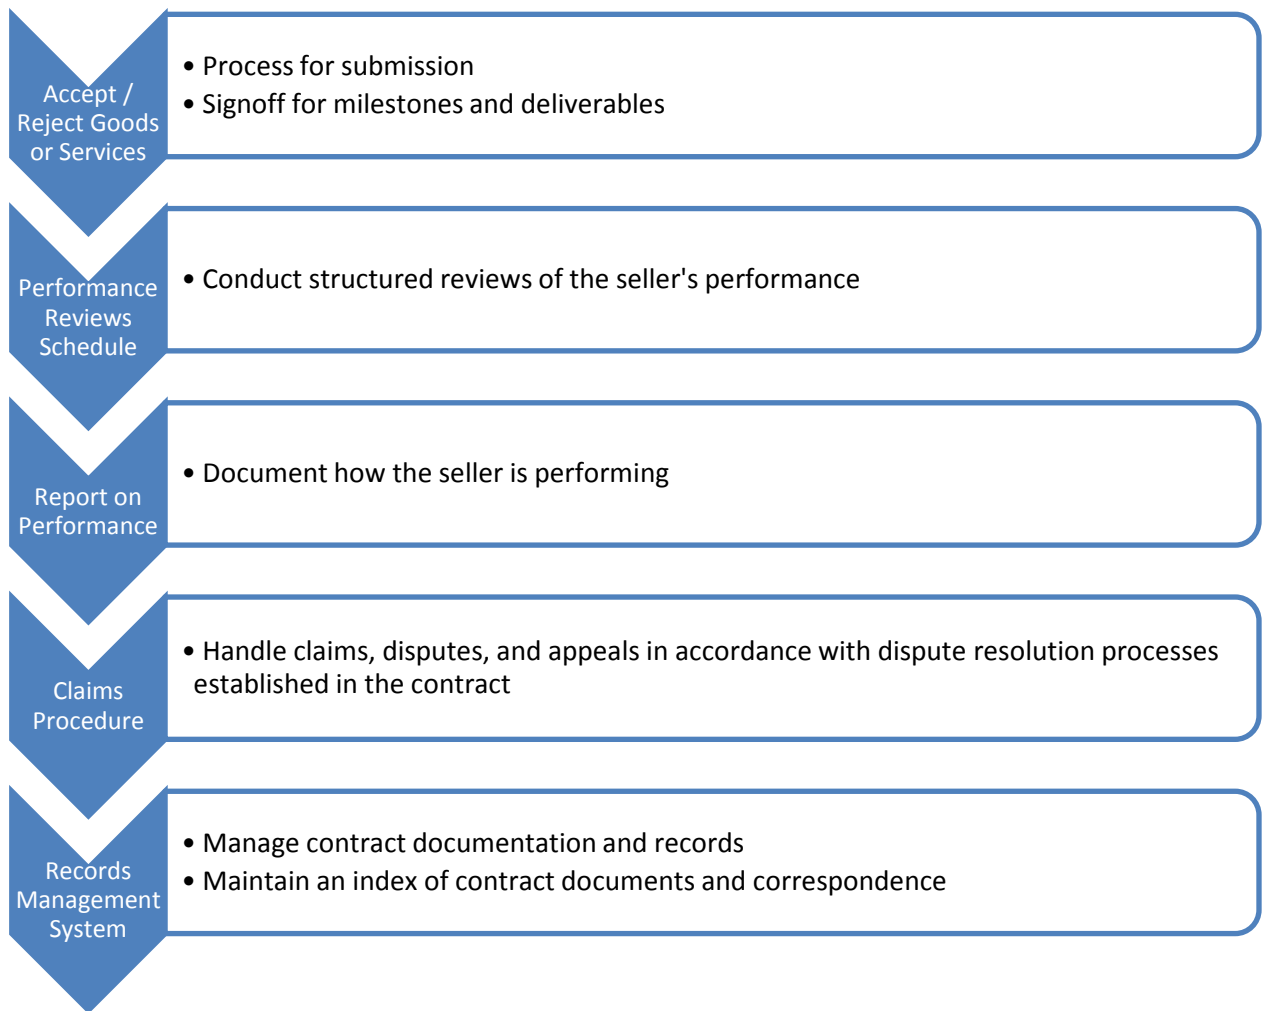 Accept /
Reject Goods
or Services
• Process for submission
• Signoff for milestones and deliverables
Performance
Reviews
Schedule
• Conduct structured reviews of the seller's performance
Report on
Performance
• Document how the seller is performing
Claims
Procedure
• Handle claims, disputes, and appeals in accordance with dispute resolution processes
established in the contract
Records
Management
System
• Manage contract documentation and records
• Maintain an index of contract documents and correspondence